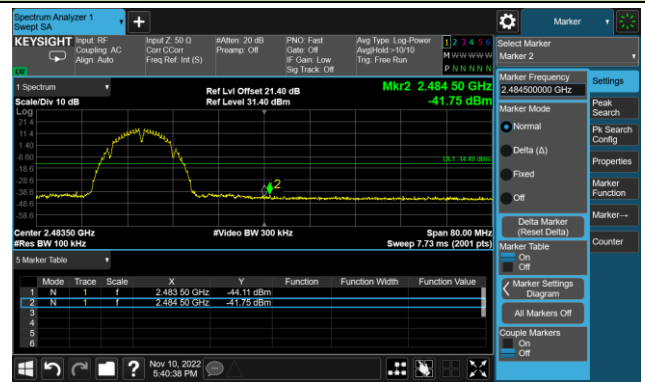 Spectrum Analyzer 1
Swept SA
+
Marker
KEYSIGHT
Input: RF
Coupling: AC
Align: Auto
Input Z: 50 Ω
Corr CCorr
Freq Ref: Int (S)
#Atten: 20 dB
Preamp: Off
PNO: Fast
Gate: Off
IF Gain: Low
Sig Track: Off
Avg Type: Log-Power
Avg|Hold:>10/10
Trig: Free Run
1 2 3 4 5 6
M W W W W W
P N N N N N
LW
1 Spectrum
Scale/Div 10 dB
Ref Lvl Offset 21.40 dB
Ref Level 31.40 dBm
Mkr2 2.484 50 GHz
-41.75 dBm
Log
21.4
11.4
1.40
-8.60
-18.6
-28.6
-38.6
-48.6
-58.6
DL1 -14.49 dBm
2
Center 2.48350 GHz
#Res BW 100 kHz
#Video BW 300 kHz
Span 80.00 MHz
Sweep 7.73 ms (2001 pts)
5 Marker Table
Mode Trace Scale X Y Function Function Width Function Value
1 N 1 f 2.483 50 GHz -44.11 dBm
2 N 1 f 2.484 50 GHz -41.75 dBm
3
4
5
6
Nov 10, 2022
5:40:38 PM
?
Select Marker
Marker 2
Marker Frequency
2.484500000 GHz
Marker Mode
Normal
Delta (Δ)
Fixed
Off
Delta Marker
(Reset Delta)
Marker Table
On
Off
Marker Settings
Diagram
All Markers Off
Couple Markers
On
Off
Settings
Peak
Search
Pk Search
Config
Properties
Marker
Function
Marker→
Counter